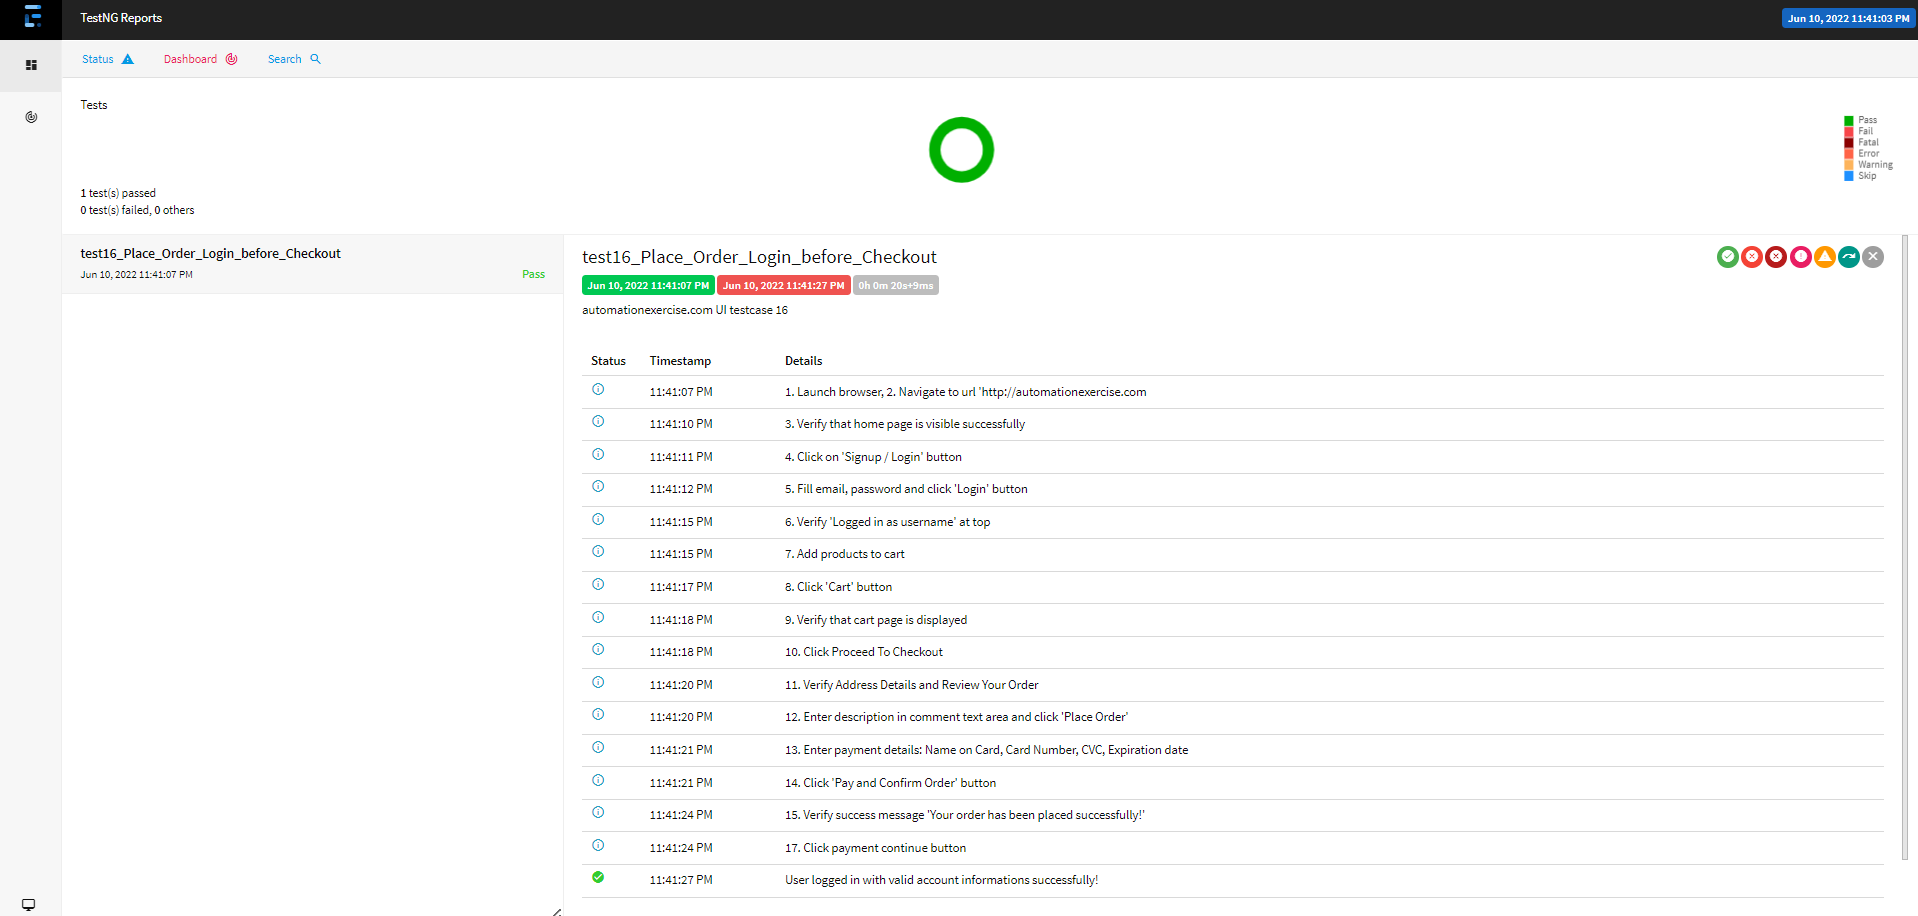 TestNG Reports
Jun 10, 2022 11:41:03 PM
Status Dashboard Search
Tests
Pass
Fail
Fatal
Error
Warning
Skip
1 test(s) passed
0 test(s) failed, 0 others
test16_Place_Order_Login_before_Checkout
Jun 10, 2022 11:41:07 PM Pass
test16_Place_Order_Login_before_Checkout
Jun 10, 2022 11:41:07 PM Jun 10, 2022 11:41:27 PM 0h 0m 20s+9ms
automationexercise.com UI testcase 16
Status Timestamp Details
11:41:07 PM 1. Launch browser, 2. Navigate to url 'http://automationexercise.com
11:41:10 PM 3. Verify that home page is visible successfully
11:41:11 PM 4. Click on 'Signup / Login' button
11:41:12 PM 5. Fill email, password and click 'Login' button
11:41:15 PM 6. Verify 'Logged in as username' at top
11:41:15 PM 7. Add products to cart
11:41:17 PM 8. Click 'Cart' button
11:41:18 PM 9. Verify that cart page is displayed
11:41:18 PM 10. Click Proceed To Checkout
11:41:20 PM 11. Verify Address Details and Review Your Order
11:41:20 PM 12. Enter description in comment text area and click 'Place Order'
11:41:21 PM 13. Enter payment details: Name on Card, Card Number, CVC, Expiration date
11:41:21 PM 14. Click 'Pay and Confirm Order' button
11:41:24 PM 15. Verify success message 'Your order has been placed successfully!'
11:41:24 PM 17. Click payment continue button
11:41:27 PM User logged in with valid account informations successfully!